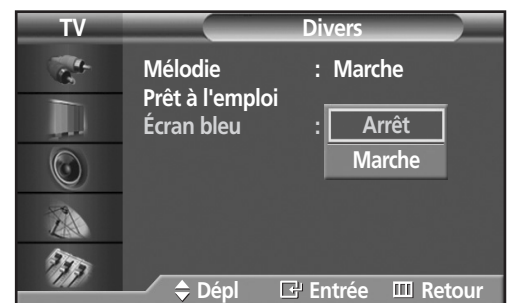 TV Divers
Mélodie : Marche
Prêt à l'emploi
Écran bleu : Arrêt
Marche
Dépl Entrée Retour